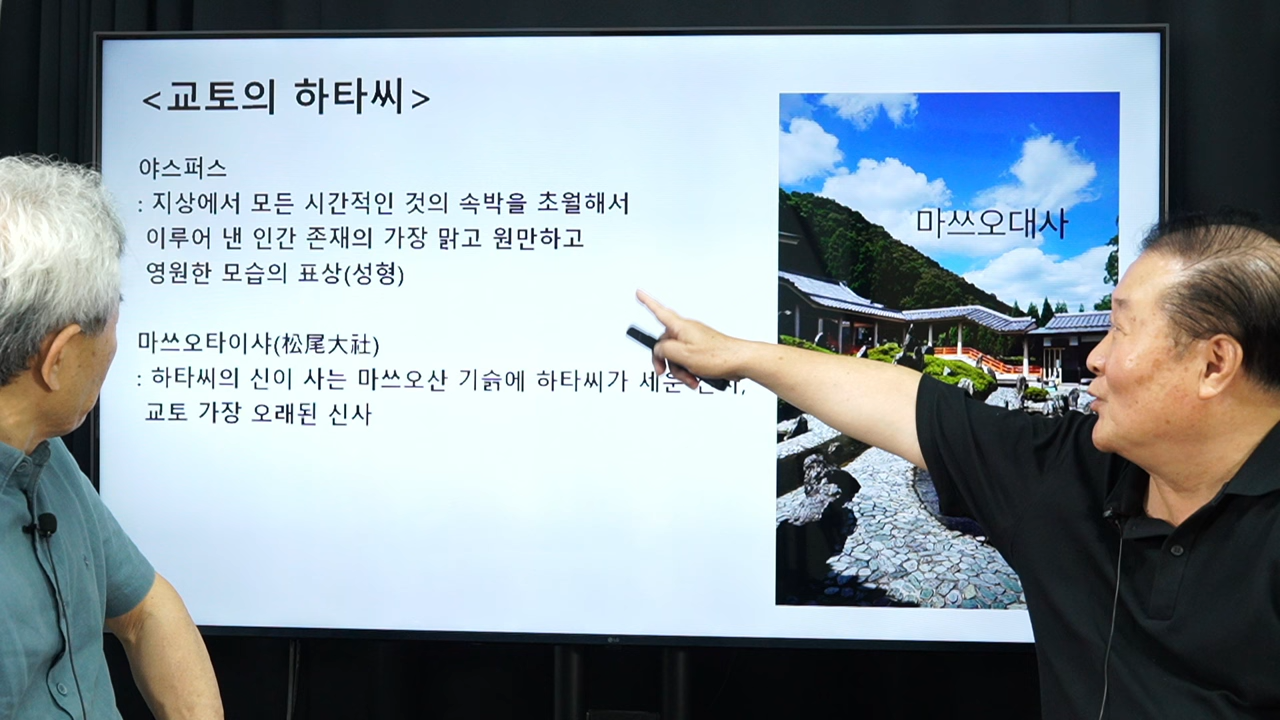 <교토의 하타씨>
야스퍼스
: 지상에서 모든 시간적인 것의 속박을 초월해서
이루어 낸 인간 존재의 가장 맑고 원만하고
영원한 모습의 표상(성형)
마쓰오타이샤(松尾大社)
: 하타씨의 신이 사는 마쓰오산 기슭에 하타씨가 세운 신사,
교토 가장 오래된 신사
마쓰오대사
LG